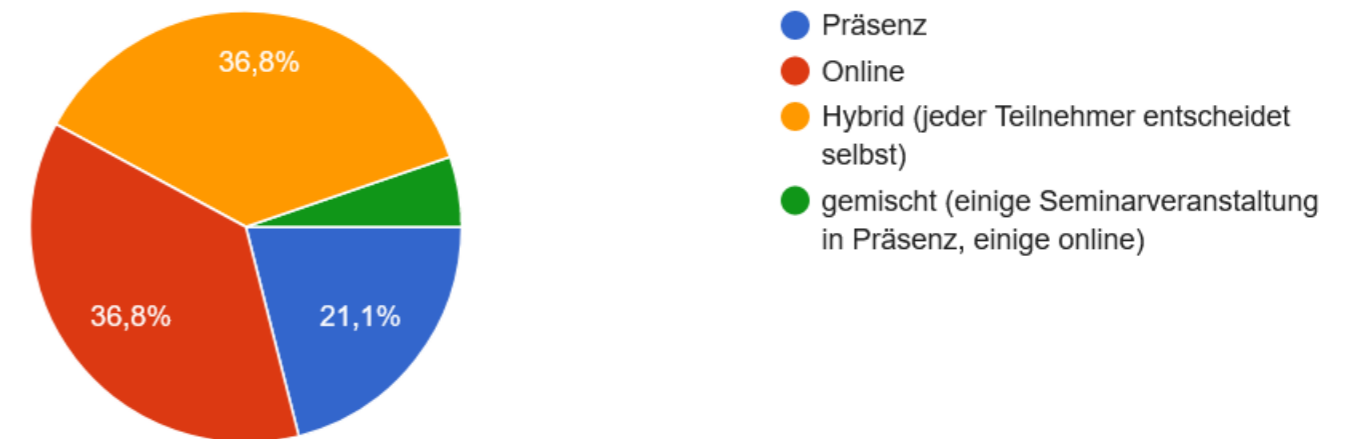 36,8%
36,8%
21,1%
Präsenz
Online
Hybrid (jeder Teilnehmer entscheidet
selbst)
gemischt (einige Seminarveranstaltung
in Präsenz, einige online)